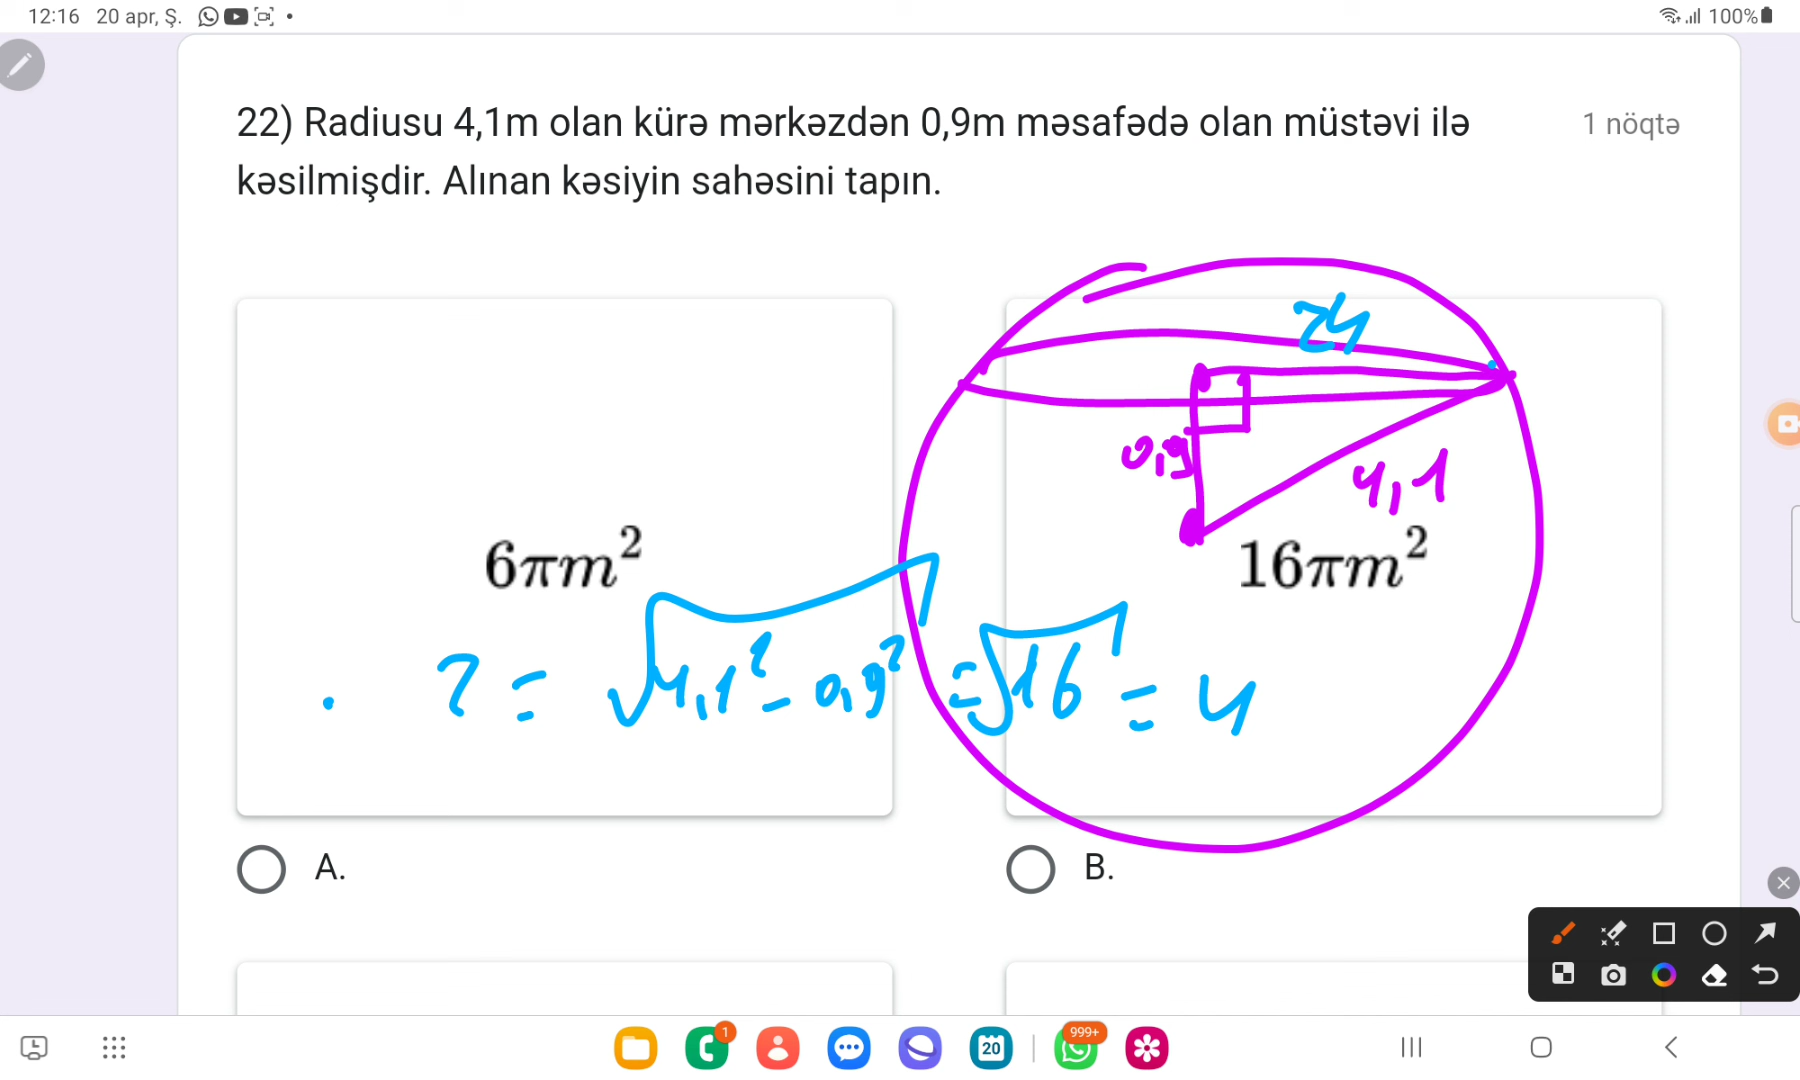 12:16 20 apr, Ş. • 100%
22) Radiusu 4,1m olan kürə mərkəzdən 0,9m məsafədə olan müstəvi ilə
kəsilmişdir. Alınan kəsiyin sahəsini tapın.
1 nöqtə
24
0,9
4,1
6πm²
16πm²
? = √4,1² - 0,9² = √16 = 4
A.
B.
1
20
999+